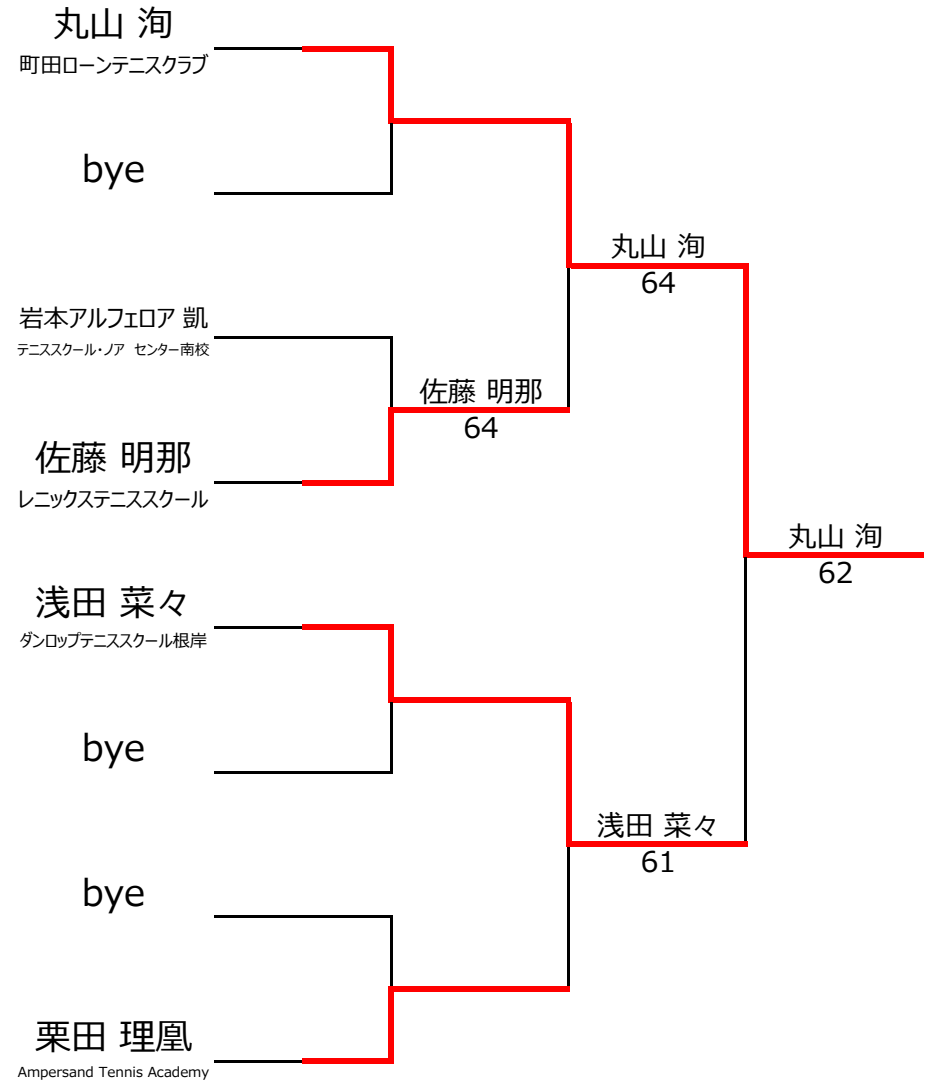 丸山 洵
町田ローンテニスクラブ
bye
岩本アルフェロア 凱
テニススクール・ノア センター南校
佐藤 明那
レニックステニススクール
浅田 菜々
ダンロップテニススクール根岸
bye
bye
栗田 理凰
Ampersand Tennis Academy
佐藤 明那
64
丸山 洵
64
浅田 菜々
61
丸山 洵
62